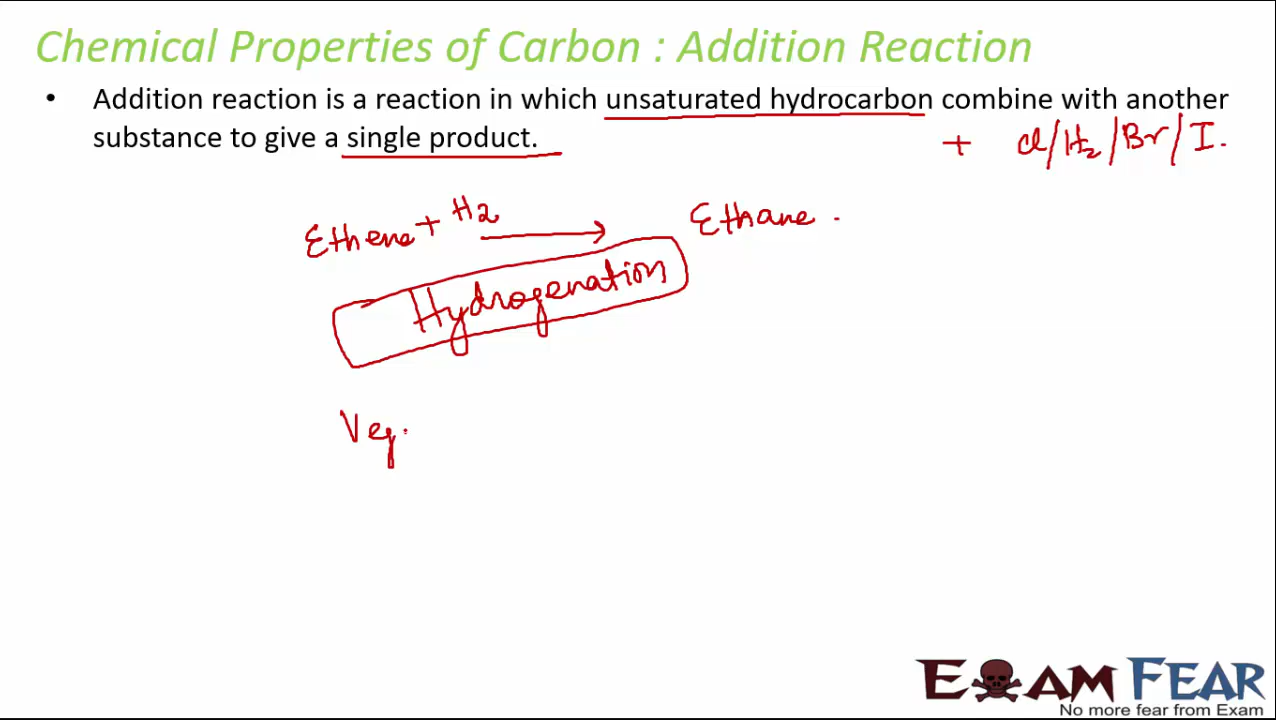 Chemical Properties of Carbon : Addition Reaction
• Addition reaction is a reaction in which unsaturated hydrocarbon combine with another
substance to give a single product.
+ Cl/H2/Br/I.
Ethene + H2 → Ethane.
Hydrogenation
Veg.
EXAM FEAR
No more fear from Exam